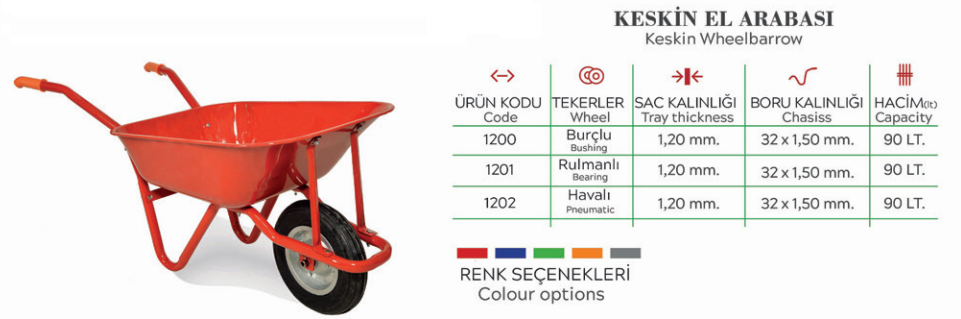 KESKİN EL ARABASI
Keskin Wheelbarrow
ÜRÜN KODU TEKERLER SAC KALINLIĞI BORU KALINLIĞI HACİM(lt)
Code Wheel Tray thickness Chasiss Capacity
1200 Burçlu Bushing 1,20 mm. 32 x 1,50 mm. 90 LT.
1201 Rulmanlı Bearing 1,20 mm. 32 x 1,50 mm. 90 LT.
1202 Havalı Pneumatic 1,20 mm. 32 x 1,50 mm. 90 LT.
RENK SEÇENEKLERİ
Colour options